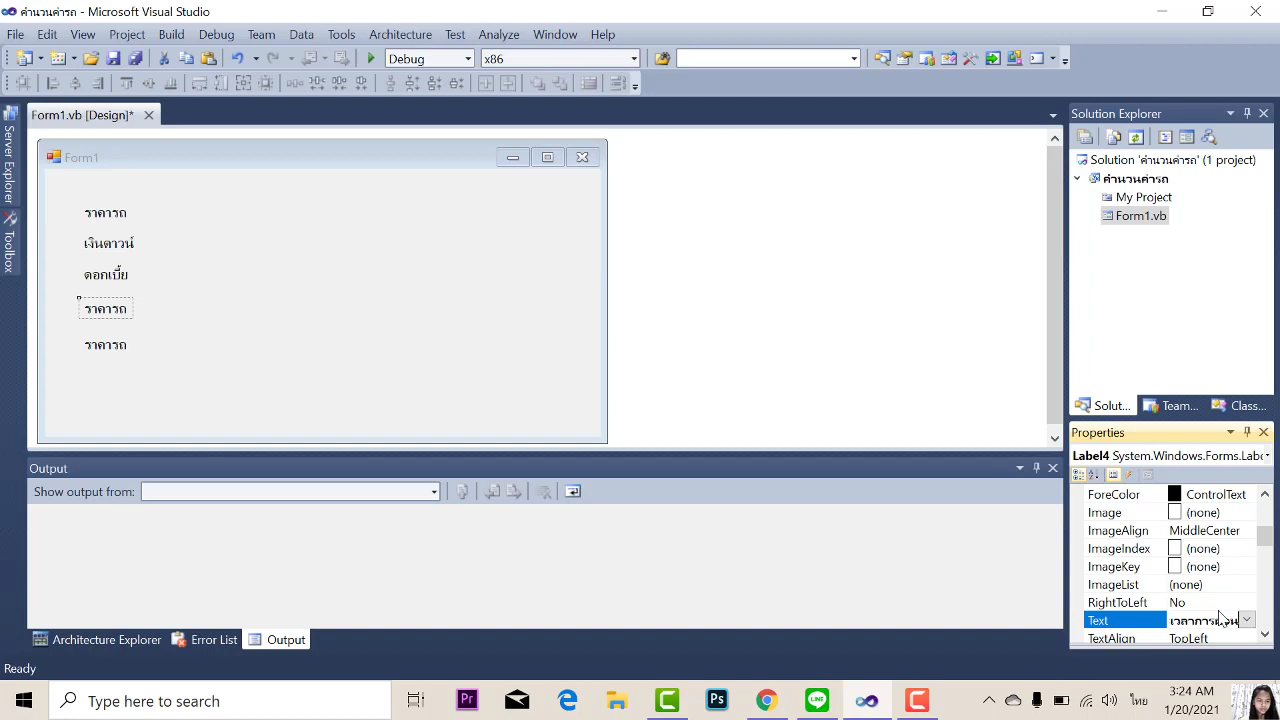 คำนวนค่ารถ - Microsoft Visual Studio
File Edit View Project Build Debug Team Data Tools Architecture Test Analyze Window Help
Debug x86
Form1.vb [Design]*
Solution Explorer
Server Explorer
Toolbox
Form1
ราคารถ
เงินดาวน์
ดอกเบี้ย
ราคารถ
ราคารถ
Solution 'คำนวนค่ารถ' (1 project)
คำนวนค่ารถ
My Project
Form1.vb
Solut... Team... Class...
Properties
Label4 System.Windows.Forms.Labe
ForeColor ControlText
Image (none)
ImageAlign MiddleCenter
ImageIndex (none)
ImageKey (none)
ImageList (none)
RightToLeft No
Text
TextAlign TopLeft
Output
Show output from:
Architecture Explorer Error List Output
Ready
Type here to search
Pr
Ps
LINE
ไทย
3:24 AM
1/20/2021